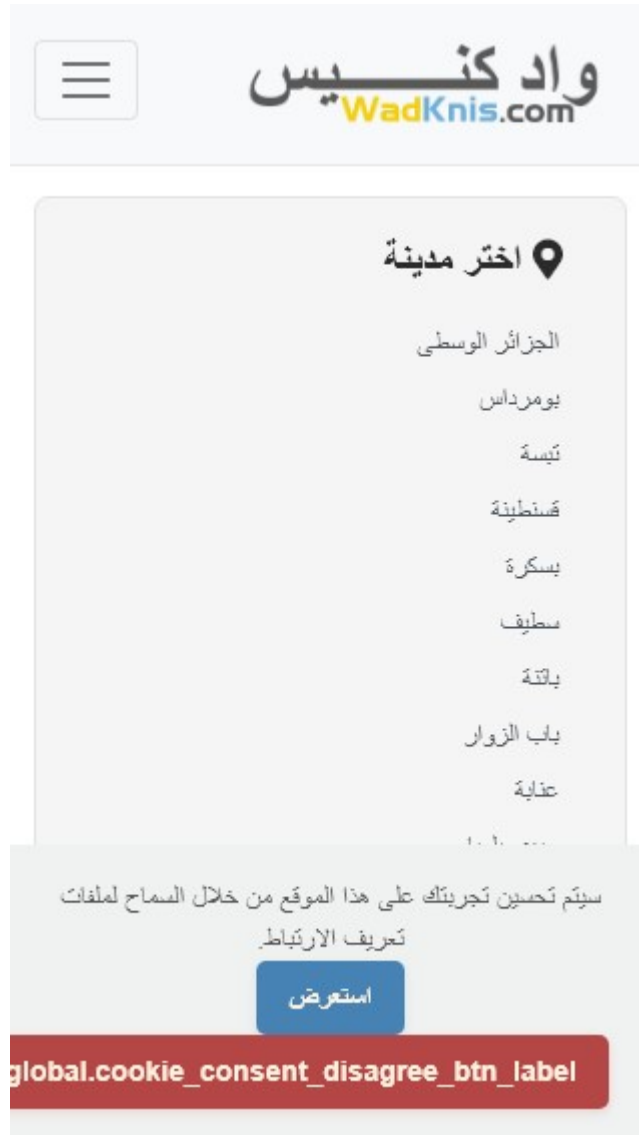 واد كنـــــيس
WadKnis.com
اختر مدينة
الجزائر الوسطى
بومرداس
تبسة
قسنطينة
بسكرة
سطيف
باتنة
باب الزوار
عنابة
سيتم تحسين تجربتك على هذا الموقع من خلال السماح لملفات
تعريف الارتباط.
استعرض
global.cookie_consent_disagree_btn_label